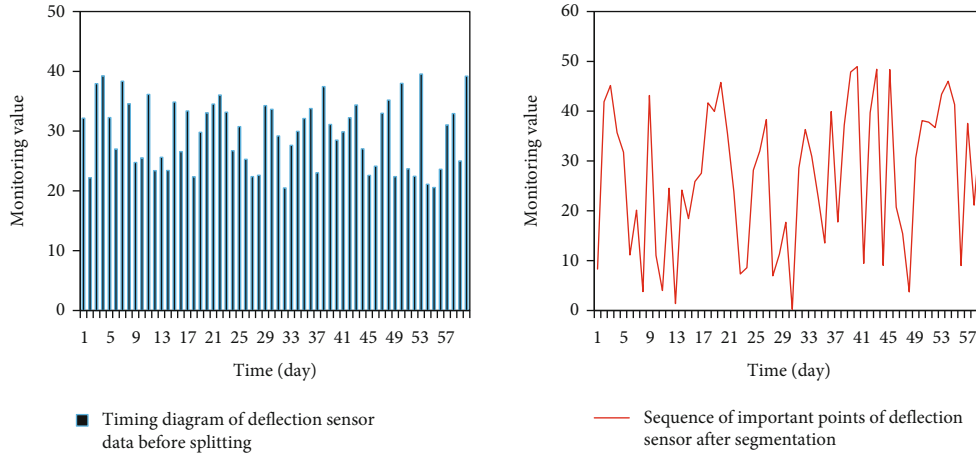 50
40
30
20
10
0
Monitoring value
1 5 9 13 17 21 25 29 33 37 41 45 49 53 57
Time (day)
Timing diagram of deflection sensor
data before splitting
60
50
40
30
20
10
0
Monitoring value
1 5 9 13 17 21 25 29 33 37 41 45 49 53 57
Time (day)
Sequence of important points of deflection
sensor after segmentation